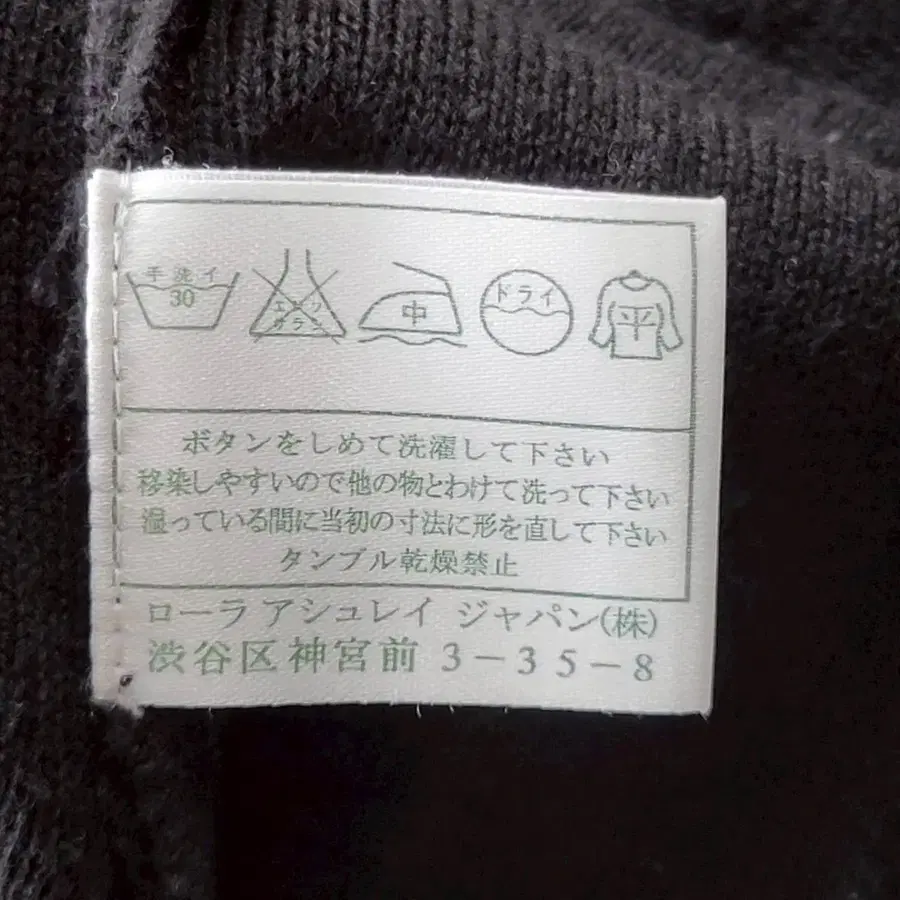 手洗イ
30
エンソ
サラシ
中
ドライ
平
ボタンをしめて洗濯して下さい
移染しやすいので他の物とわけて洗って下さい
湿っている間に当初の寸法に形を直して下さい
タンブル乾燥禁止
ローラ アシュレイ ジャパン(株)
渋谷区神宮前 3-35-8